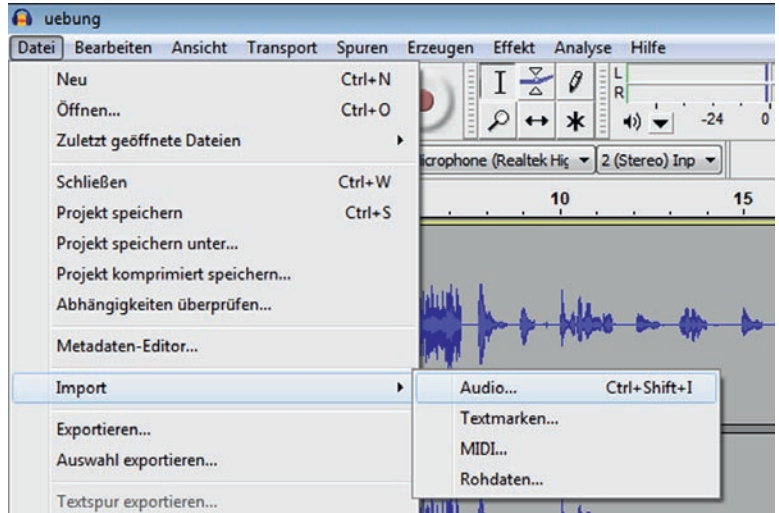 uebung
Datei Bearbeiten Ansicht Transport Spuren Erzeugen Effekt Analyse Hilfe
Neu Ctrl+N
Öffnen... Ctrl+O
Zuletzt geöffnete Dateien
Schließen Ctrl+W
Projekt speichern Ctrl+S
Projekt speichern unter...
Projekt komprimiert speichern...
Abhängigkeiten überprüfen...
Metadaten-Editor...
Import
Exportieren...
Auswahl exportieren...
Textspur exportieren...
L
R
-24 0
icrophone (Realtek Hig 2 (Stereo) Inp
10 15
Audio... Ctrl+Shift+I
Textmarken...
MIDI...
Rohdaten...